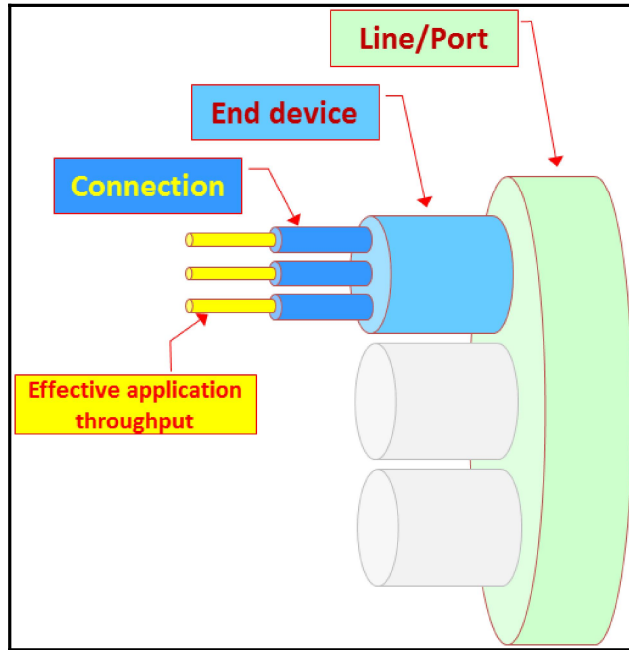 Line/Port
End device
Connection
Effective application
throughput